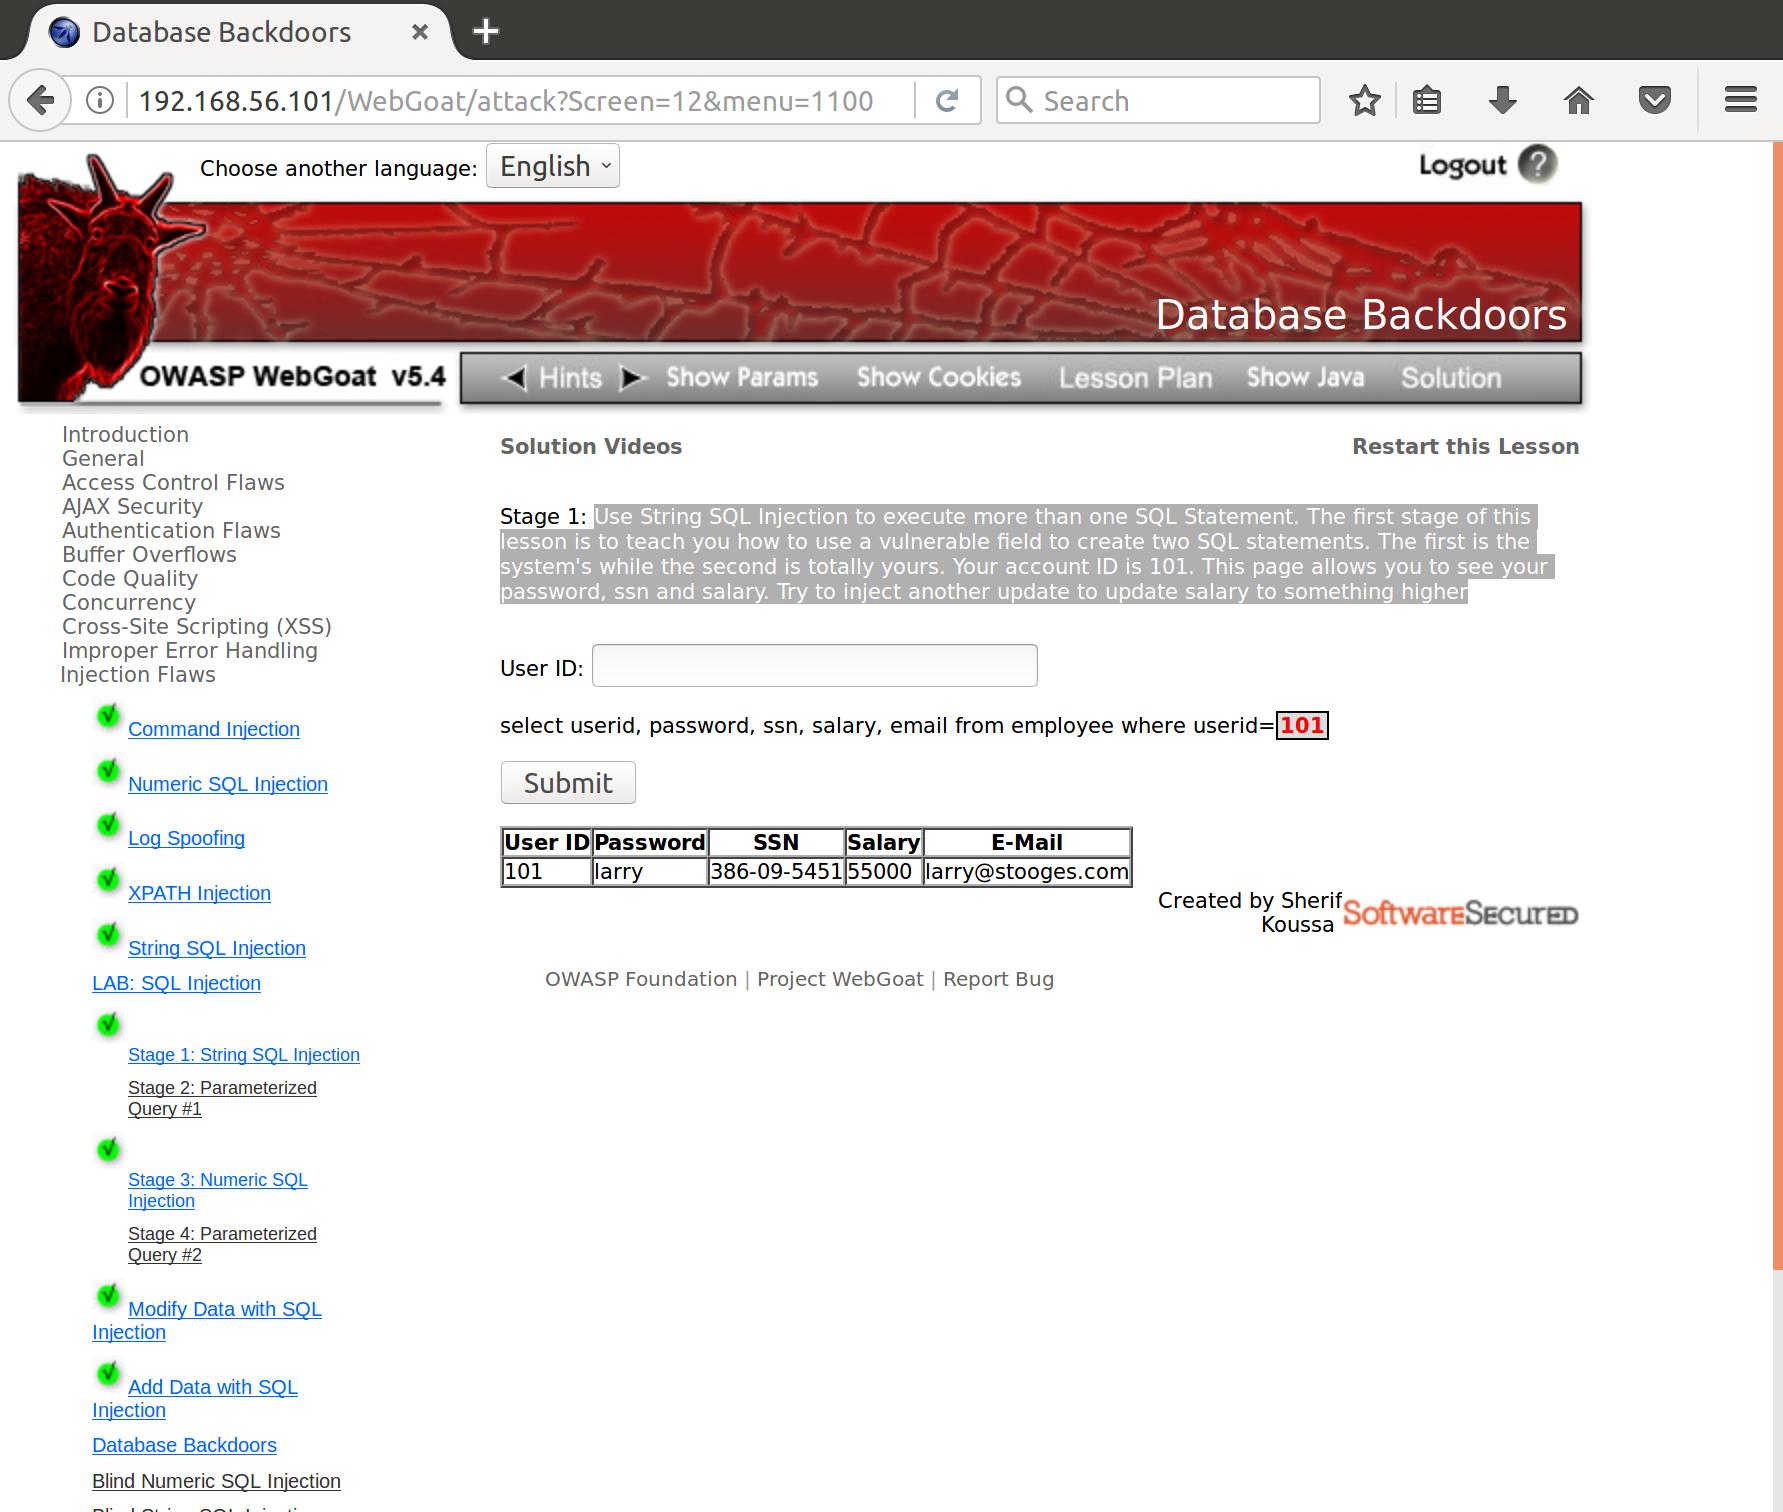 Database Backdoors
192.168.56.101/WebGoat/attack?Screen=12&menu=1100
Search
Choose another language: English
Logout ?
Database Backdoors
OWASP WebGoat v5.4
Hints Show Params Show Cookies Lesson Plan Show Java Solution
Introduction
General
Access Control Flaws
AJAX Security
Authentication Flaws
Buffer Overflows
Code Quality
Concurrency
Cross-Site Scripting (XSS)
Improper Error Handling
Injection Flaws
Command Injection
Numeric SQL Injection
Log Spoofing
XPATH Injection
String SQL Injection
LAB: SQL Injection
Stage 1: String SQL Injection
Stage 2: Parameterized
Query #1
Stage 3: Numeric SQL
Injection
Stage 4: Parameterized
Query #2
Modify Data with SQL
Injection
Add Data with SQL
Injection
Database Backdoors
Blind Numeric SQL Injection
Solution Videos
Restart this Lesson
Stage 1: Use String SQL Injection to execute more than one SQL Statement. The first stage of this
lesson is to teach you how to use a vulnerable field to create two SQL statements. The first is the
system's while the second is totally yours. Your account ID is 101. This page allows you to see your
password, ssn and salary. Try to inject another update to update salary to something higher
User ID:
select userid, password, ssn, salary, email from employee where userid=101
Submit
User ID Password SSN Salary E-Mail
101 larry 386-09-5451 55000 larry@stooges.com
Created by Sherif
Koussa
SoftwareSecured
OWASP Foundation | Project WebGoat | Report Bug